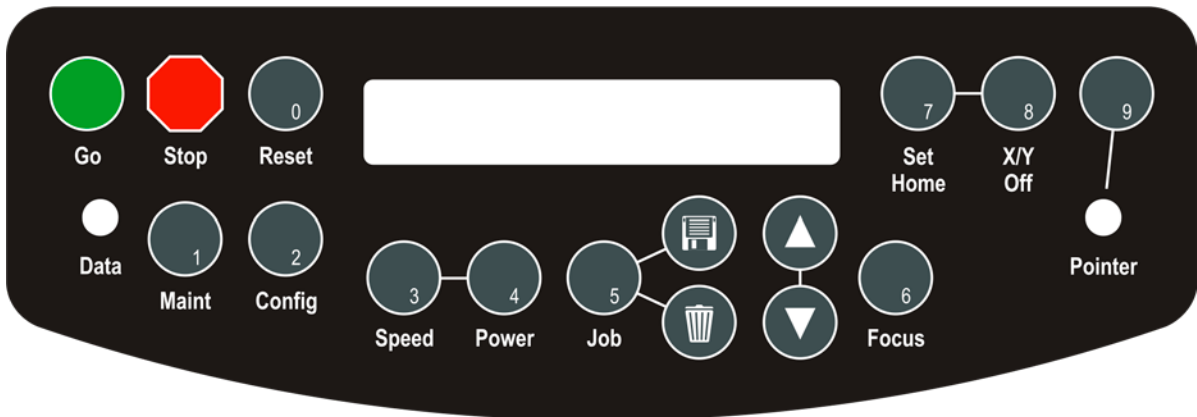 0
7
8
9
Go
Stop
Reset
Set
Home
X/Y
Off
Data
1
2
Maint
Config
3
4
5
6
Pointer
Speed
Power
Job
Focus